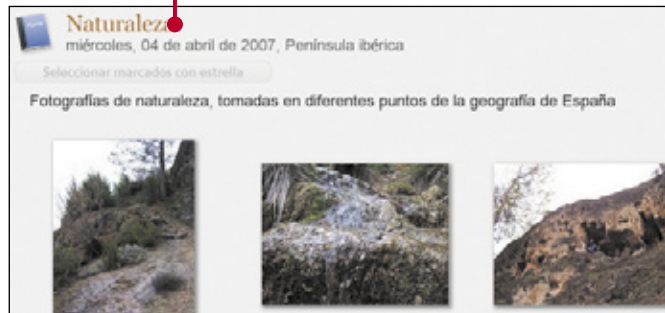 Naturaleza
miércoles, 04 de abril de 2007, Península ibérica
Seleccionar marcados con estrella
Fotografías de naturaleza, tomadas en diferentes puntos de la geografía de España